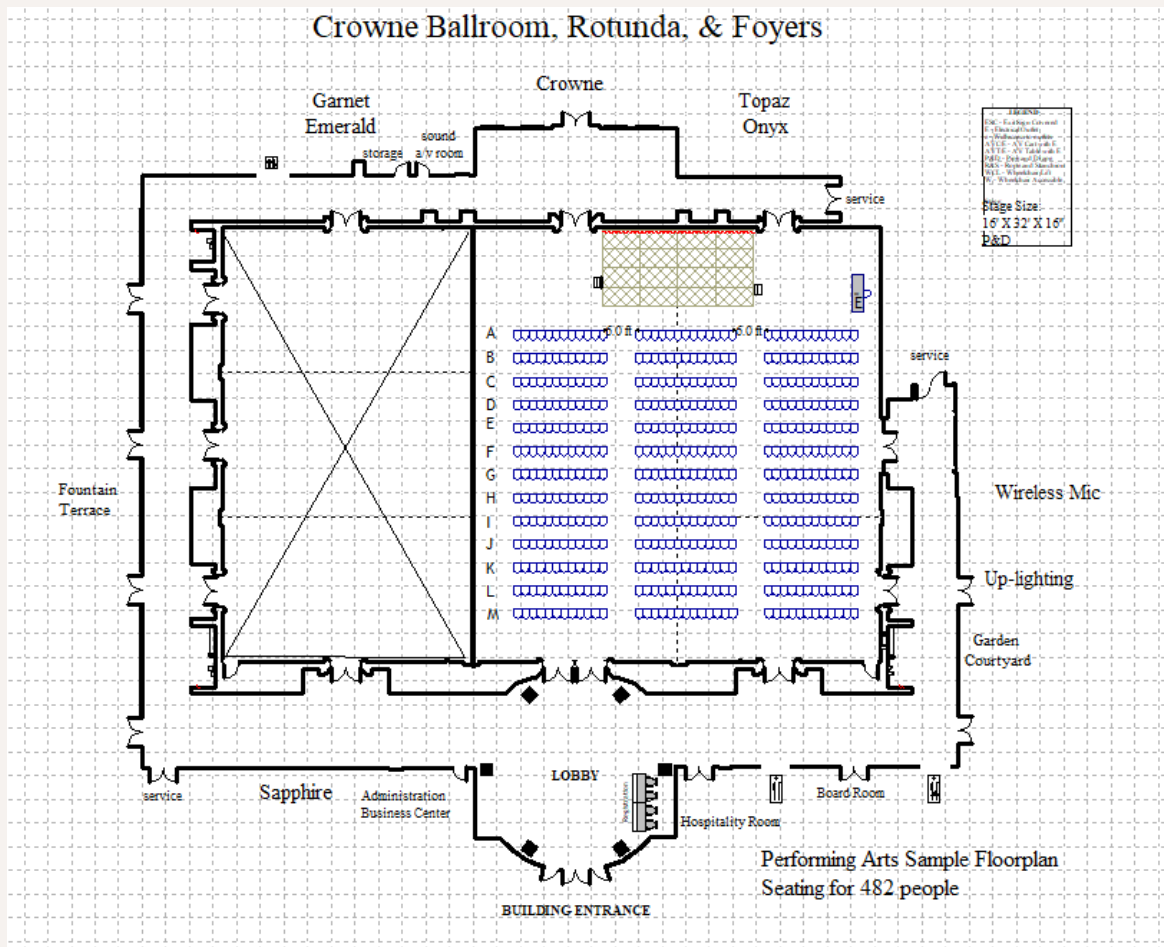 Crowne Ballroom, Rotunda, & Foyers
Crowne
Garnet
Emerald
Topaz
Onyx
sound
storage a/v room
service
LEGEND
Stage Size:
16' X 32' X 16"
P&D
E
A 6.0 ft 6.0 ft
B
C
D
E
F
G
H
I
J
K
L
M
service
Fountain
Terrace
Wireless Mic
Up-lighting
Garden
Courtyard
service
Sapphire
Administration
Business Center
LOBBY
Registration
Hospitality Room
Board Room
Performing Arts Sample Floorplan
Seating for 482 people
BUILDING ENTRANCE